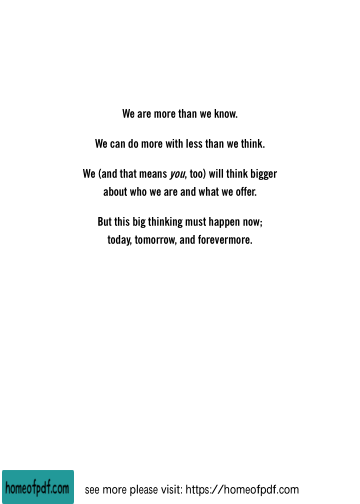 We are more than we know.
We can do more with less than we think.
We (and that means you, too) will think bigger
about who we are and what we offer.
But this big thinking must happen now;
today, tomorrow, and forevermore.
homeofpdf.com
see more please visit: https://homeofpdf.com